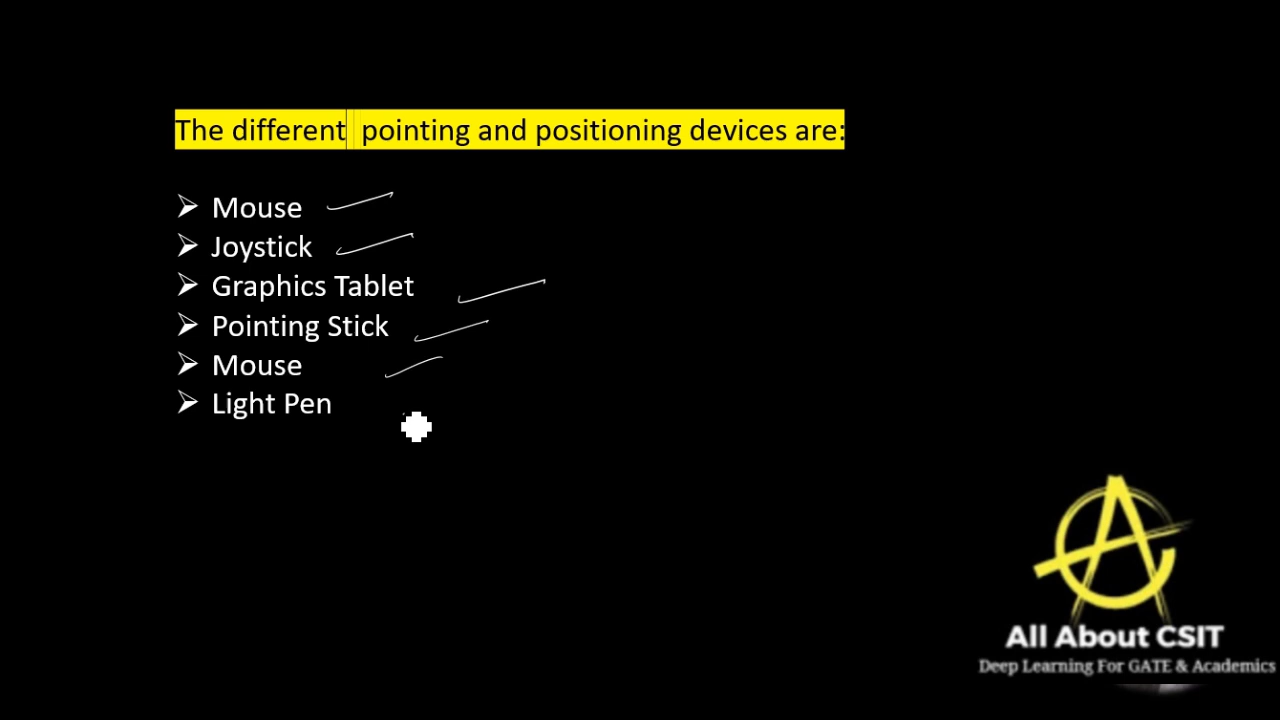 The different pointing and positioning devices are:
➢ Mouse
➢ Joystick
➢ Graphics Tablet
➢ Pointing Stick
➢ Mouse
➢ Light Pen
All About CSIT
Deep Learning For GATE & Academics